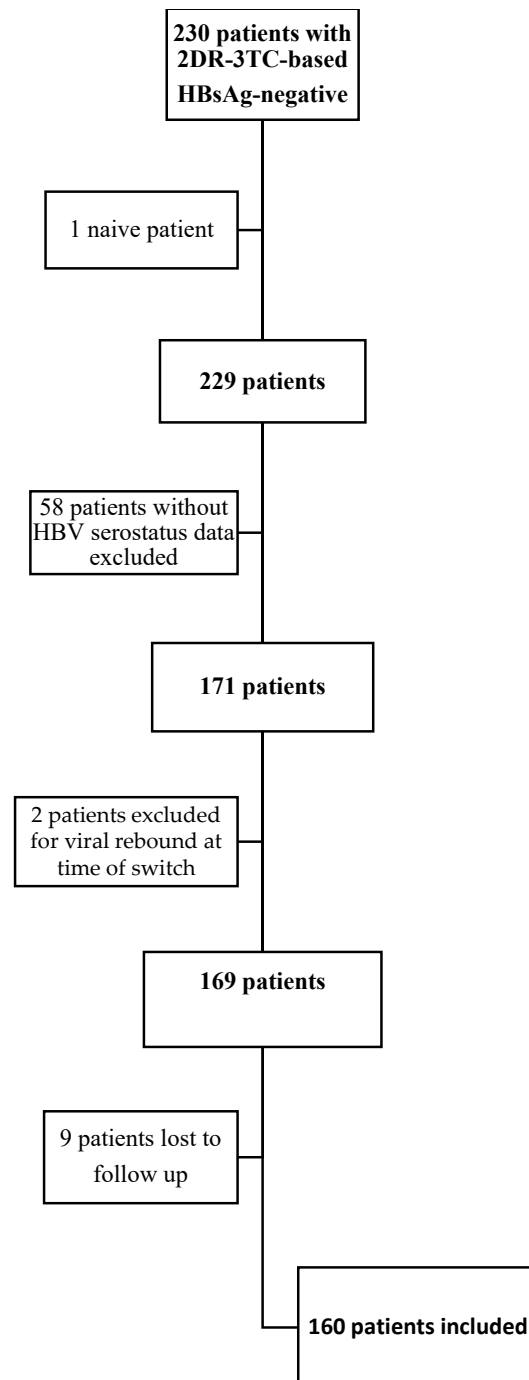 230 patients with
2DR-3TC-based
HBsAg-negative
1 naive patient
229 patients
58 patients without
HBV serostatus data
excluded
171 patients
2 patients excluded
for viral rebound at
time of switch
169 patients
9 patients lost to
follow up
160 patients included